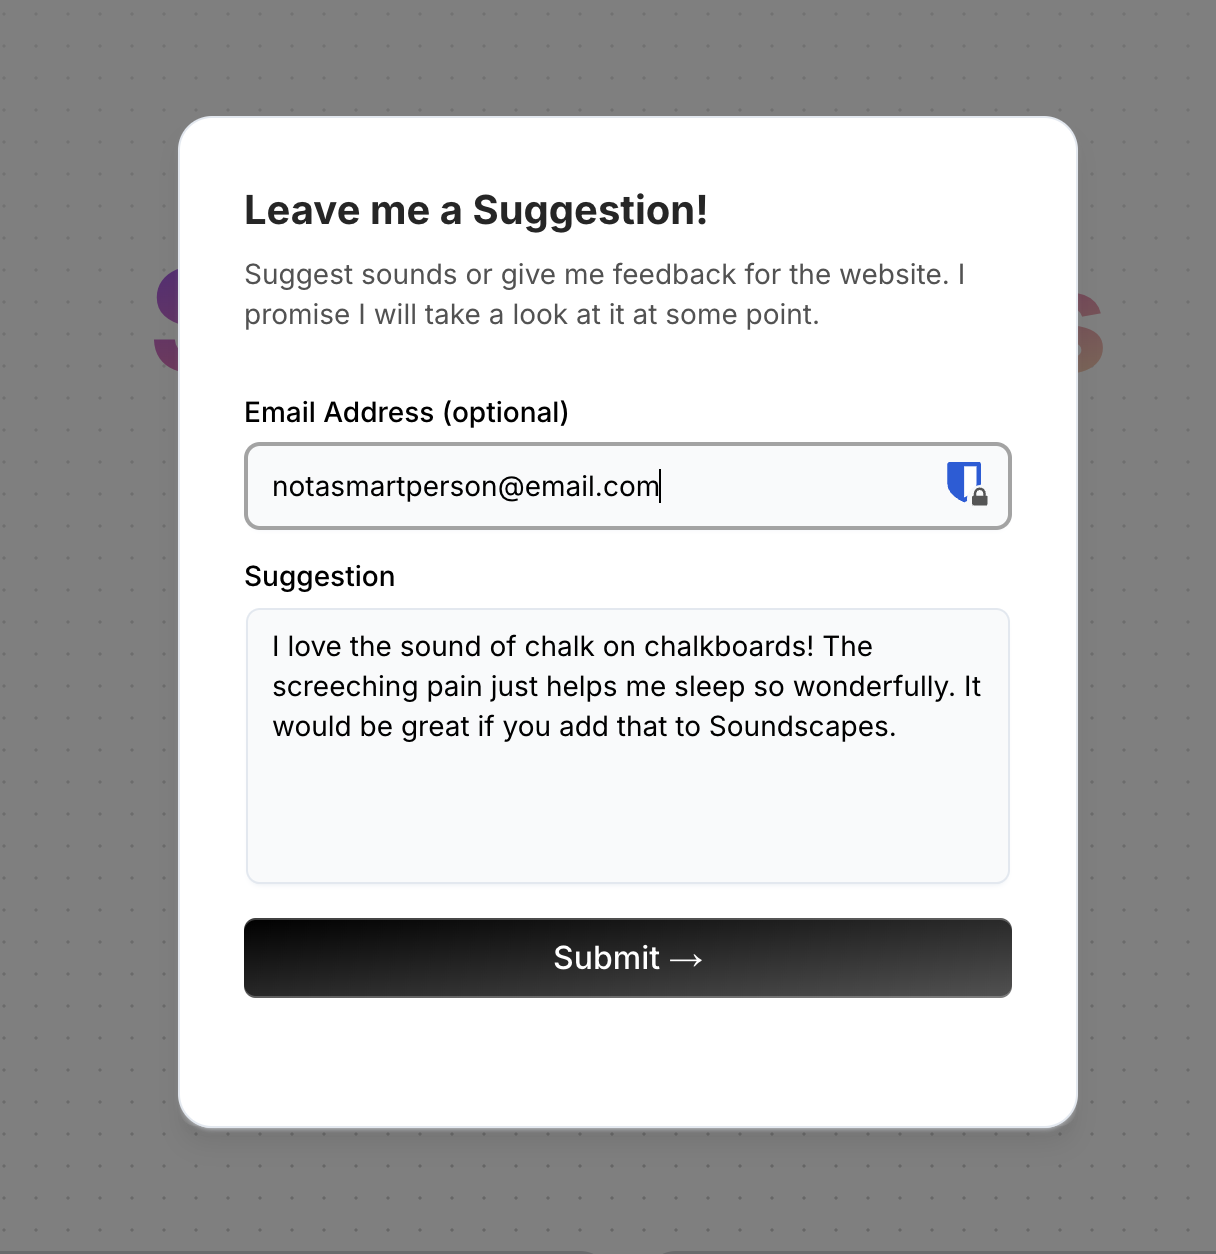 Leave me a Suggestion!
Suggest sounds or give me feedback for the website. I
promise I will take a look at it at some point.
Email Address (optional)
notasmartperson@email.com
Suggestion
I love the sound of chalk on chalkboards! The
screeching pain just helps me sleep so wonderfully. It
would be great if you add that to Soundscapes.
Submit →